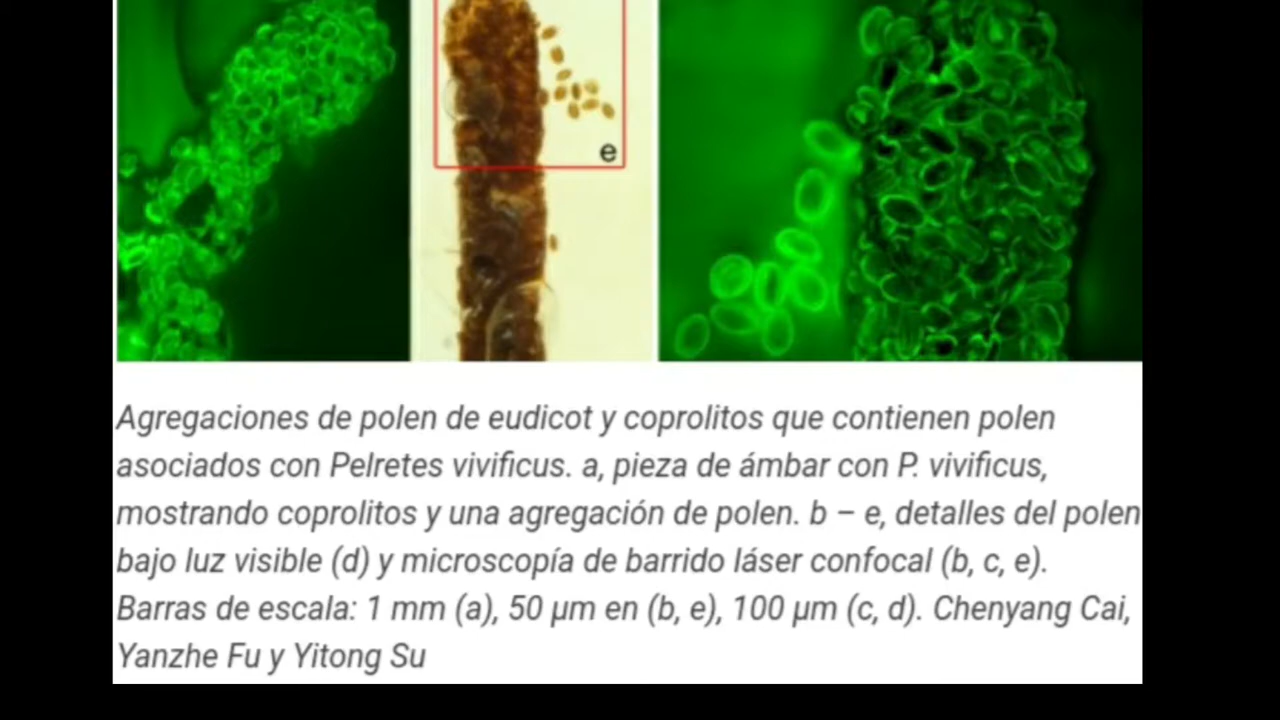 e
Agregaciones de polen de eudicot y coprolitos que contienen polen
asociados con Pelretes vivificus. a, pieza de ámbar con P. vivificus,
mostrando coprolitos y una agregación de polen. b – e, detalles del polen
bajo luz visible (d) y microscopía de barrido láser confocal (b, c, e).
Barras de escala: 1 mm (a), 50 μm en (b, e), 100 μm (c, d). Chenyang Cai,
Yanzhe Fu y Yitong Su